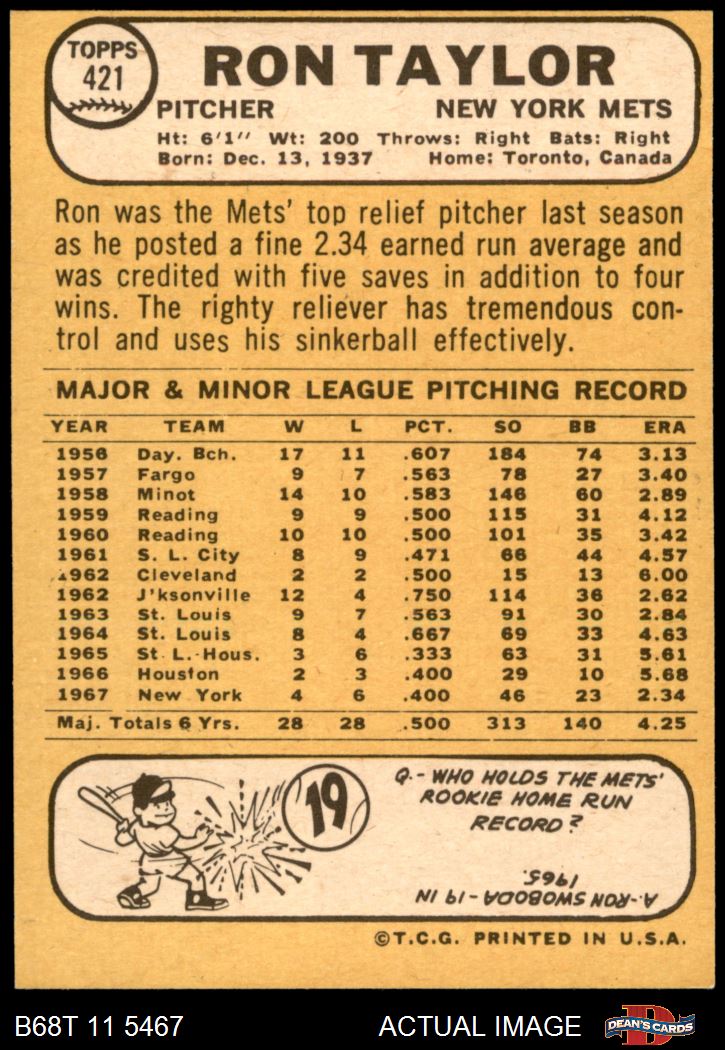 TOPPS
421
RON TAYLOR
PITCHER NEW YORK METS
Ht: 6'1" Wt: 200 Throws: Right Bats: Right
Born: Dec. 13, 1937 Home: Toronto, Canada
Ron was the Mets' top relief pitcher last season
as he posted a fine 2.34 earned run average and
was credited with five saves in addition to four
wins. The righty reliever has tremendous con-
trol and uses his sinkerball effectively.
MAJOR & MINOR LEAGUE PITCHING RECORD
YEAR TEAM W L PCT. SO BB ERA
1956 Day. Bch. 17 11 .607 184 74 3.13
1957 Fargo 9 7 .563 78 27 3.40
1958 Minot 14 10 .583 146 60 2.89
1959 Reading 9 9 .500 115 31 4.12
1960 Reading 10 10 .500 101 35 3.42
1961 S. L. City 8 9 .471 66 44 4.57
1962 Cleveland 2 2 .500 15 13 6.00
1962 J'ksonville 12 4 .750 114 36 2.62
1963 St. Louis 9 7 .563 91 30 2.84
1964 St. Louis 8 4 .667 69 33 4.63
1965 St L.-Hous. 3 6 .333 63 31 5.61
1966 Houston 2 3 .400 29 10 5.68
1967 New York 4 6 .400 46 23 2.34
Maj. Totals 6 Yrs. 28 28 .500 313 140 4.25
19
Q.- WHO HOLDS THE METS'
ROOKIE HOME RUN
RECORD?
A-RON SWOBODA-19 IN
1965.
©T.C.G. PRINTED IN U.S.A.
B68T 11 5467 ACTUAL IMAGE
D
DEAN'S CARDS